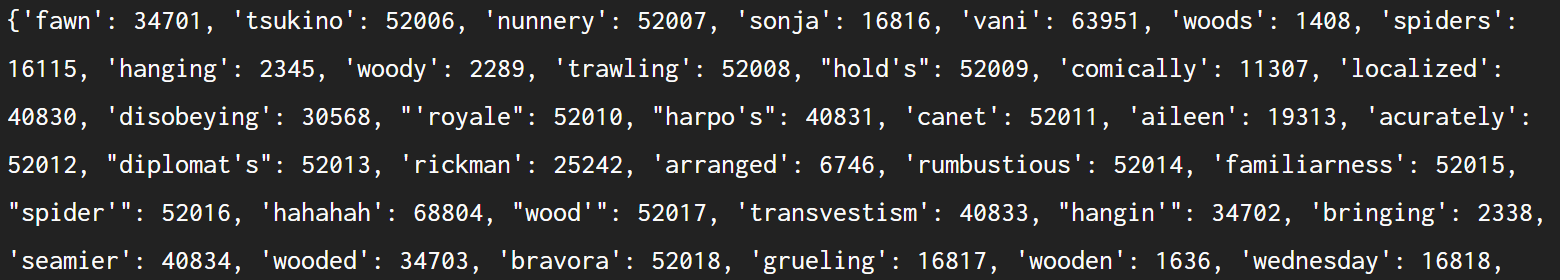 {'fawn': 34701, 'tsukino': 52006, 'nunnery': 52007, 'sonja': 16816, 'vani': 63951, 'woods': 1408, 'spiders':
16115, 'hanging': 2345, 'woody': 2289, 'trawling': 52008, "hold's": 52009, 'comically': 11307, 'localized':
40830, 'disobeying': 30568, "'royale": 52010, "harpo's": 40831, 'canet': 52011, 'aileen': 19313, 'acurately':
52012, "diplomat's": 52013, 'rickman': 25242, 'arranged': 6746, 'rumbustious': 52014, 'familiarness': 52015,
"spider'": 52016, 'hahahah': 68804, "wood'": 52017, 'transvestism': 40833, "hangin'": 34702, 'bringing': 2338,
'seamier': 40834, 'wooded': 34703, 'bravora': 52018, 'grueling': 16817, 'wooden': 1636, 'wednesday': 16818,